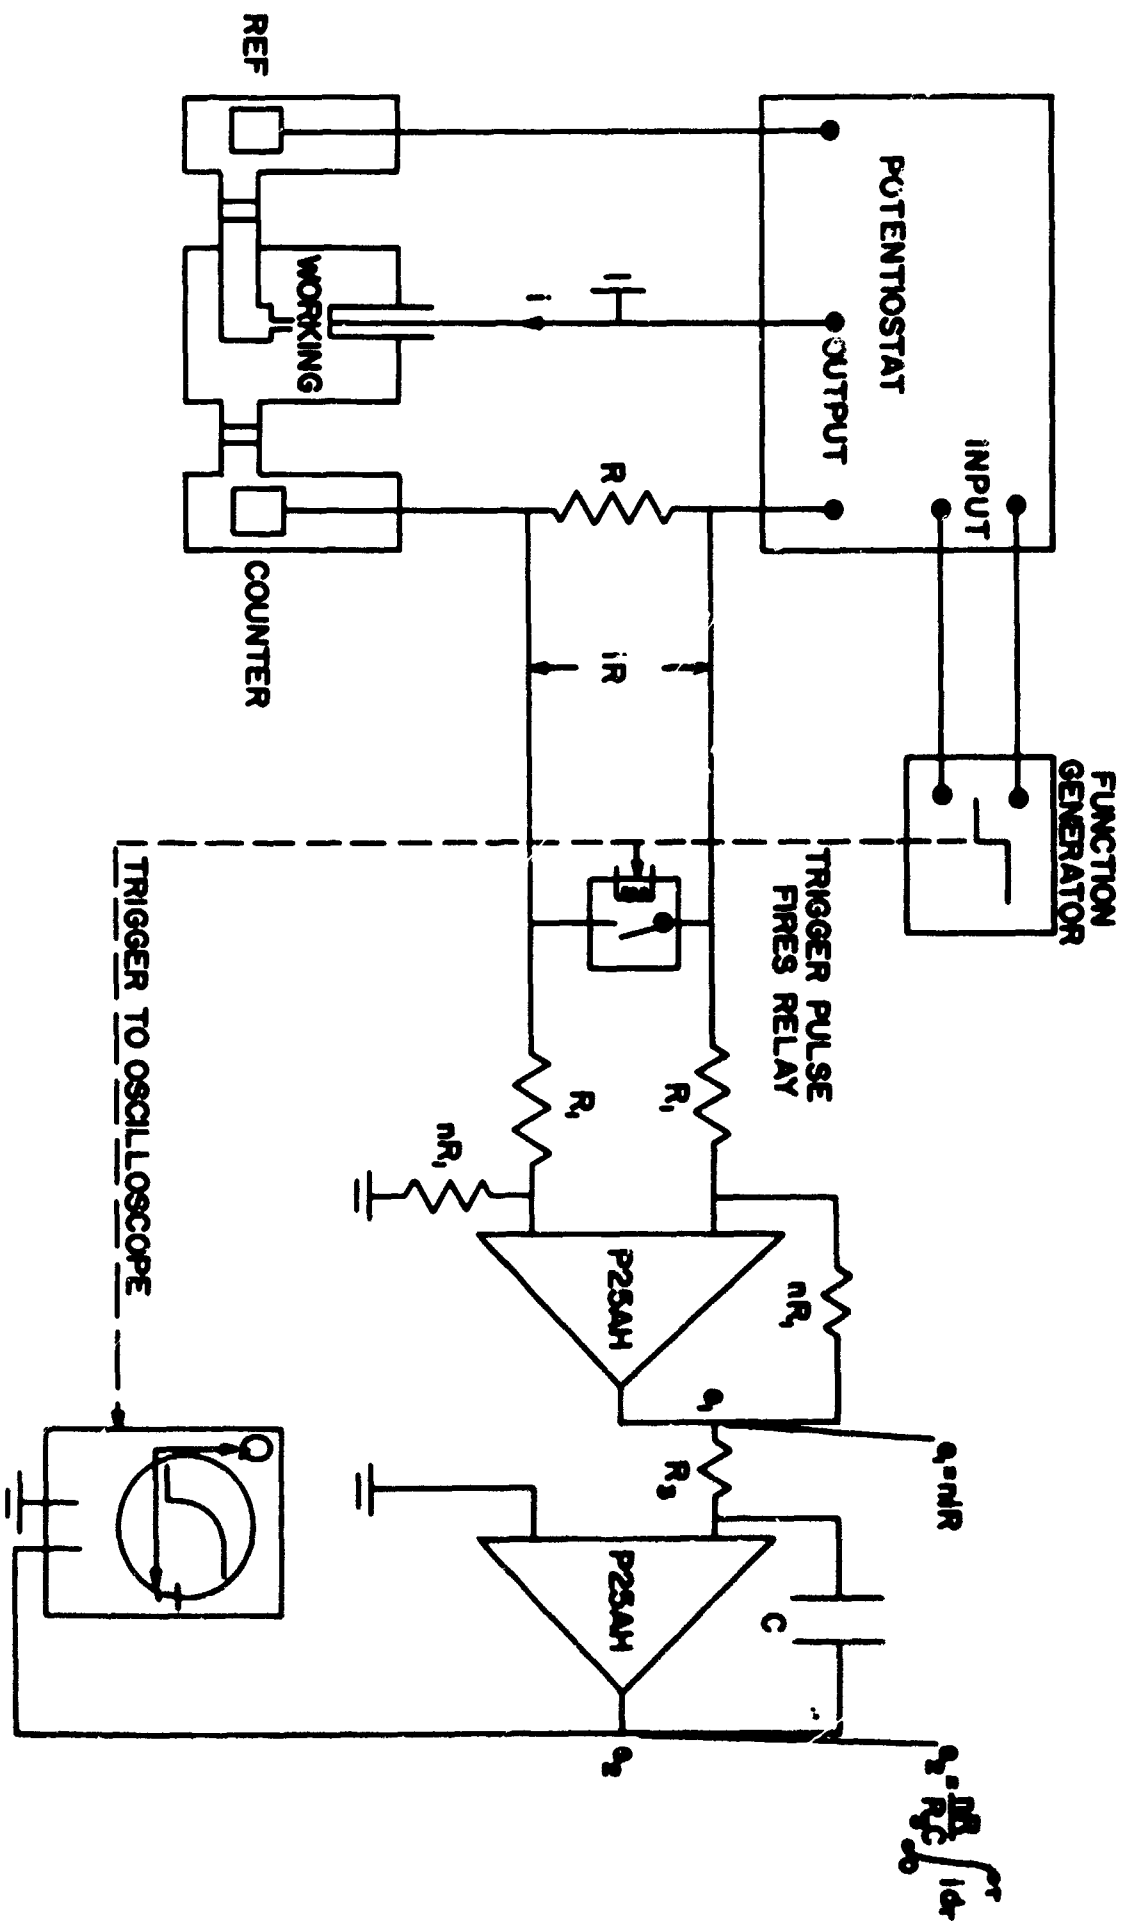 FUNCTION
GENERATOR
INPUT
POTENTIOSTAT
OUTPUT
TRIGGER PULSE
FIRES RELAY
e₁=niR
nR₁
C
R
iR
R₁
e₁
R₃
i
R₁
P25AH
P25AH
e₂
WORKING
nR₁
REF
COUNTER
Q
TRIGGER TO OSCILLOSCOPE